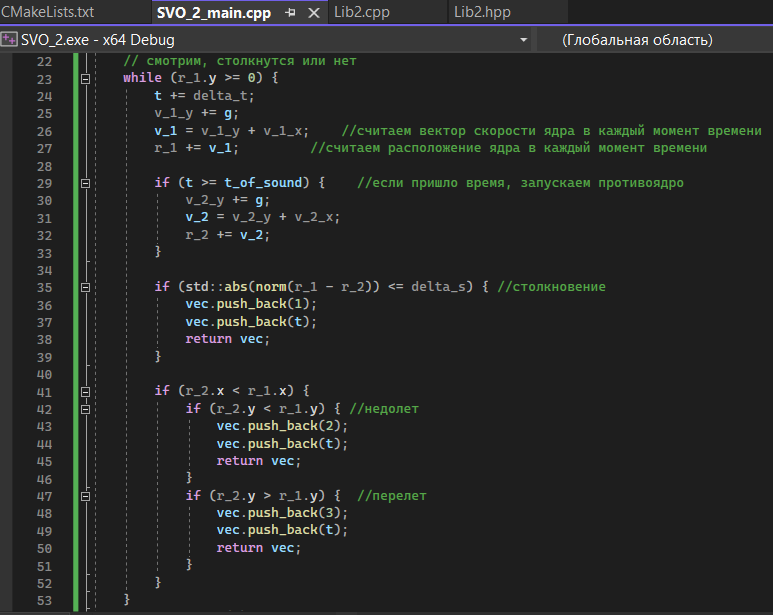 CMakeLists.txt SVO_2_main.cpp Lib2.cpp Lib2.hpp
SVO_2.exe - x64 Debug (Глобальная область)
22 // смотрим, столкнутся или нет
23 while (r_1.y >= 0) {
24 t += delta_t;
25 v_1_y += g;
26 v_1 = v_1_y + v_1_x; //считаем вектор скорости ядра в каждый момент времени
27 r_1 += v_1; //считаем расположение ядра в каждый момент времени
28
29 if (t >= t_of_sound) { //если пришло время, запускаем противоядро
30 v_2_y += g;
31 v_2 = v_2_y + v_2_x;
32 r_2 += v_2;
33 }
34
35 if (std::abs(norm(r_1 - r_2)) <= delta_s) { //столкновение
36 vec.push_back(1);
37 vec.push_back(t);
38 return vec;
39 }
40
41 if (r_2.x < r_1.x) {
42 if (r_2.y < r_1.y) { //недолет
43 vec.push_back(2);
44 vec.push_back(t);
45 return vec;
46 }
47 if (r_2.y > r_1.y) { //перелет
48 vec.push_back(3);
49 vec.push_back(t);
50 return vec;
51 }
52 }
53 }